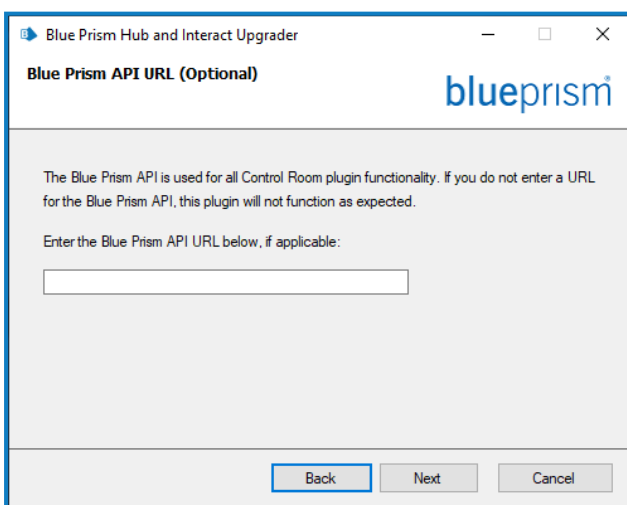 Blue Prism Hub and Interact Upgrader
Blue Prism API URL (Optional)
blueprism
The Blue Prism API is used for all Control Room plugin functionality. If you do not enter a URL
for the Blue Prism API, this plugin will not function as expected.
Enter the Blue Prism API URL below, if applicable:
Back Next Cancel